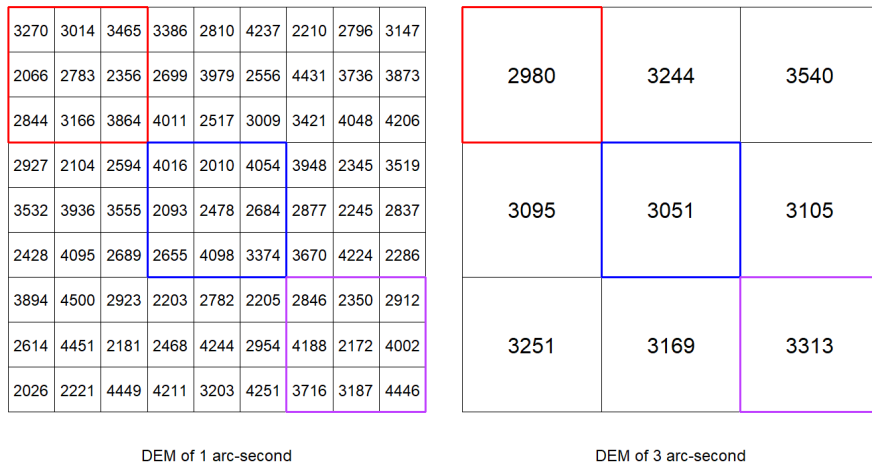 3270 3014 3465 3386 2810 4237 2210 2796 3147
2066 2783 2356 2699 3979 2556 4431 3736 3873
2844 3166 3864 4011 2517 3009 3421 4048 4206
2927 2104 2594 4016 2010 4054 3948 2345 3519
3532 3936 3555 2093 2478 2684 2877 2245 2837
2428 4095 2689 2655 4098 3374 3670 4224 2286
3894 4500 2923 2203 2782 2205 2846 2350 2912
2614 4451 2181 2468 4244 2954 4188 2172 4002
2026 2221 4449 4211 3203 4251 3716 3187 4446
DEM of 1 arc-second
2980 3244 3540
3095 3051 3105
3251 3169 3313
DEM of 3 arc-second